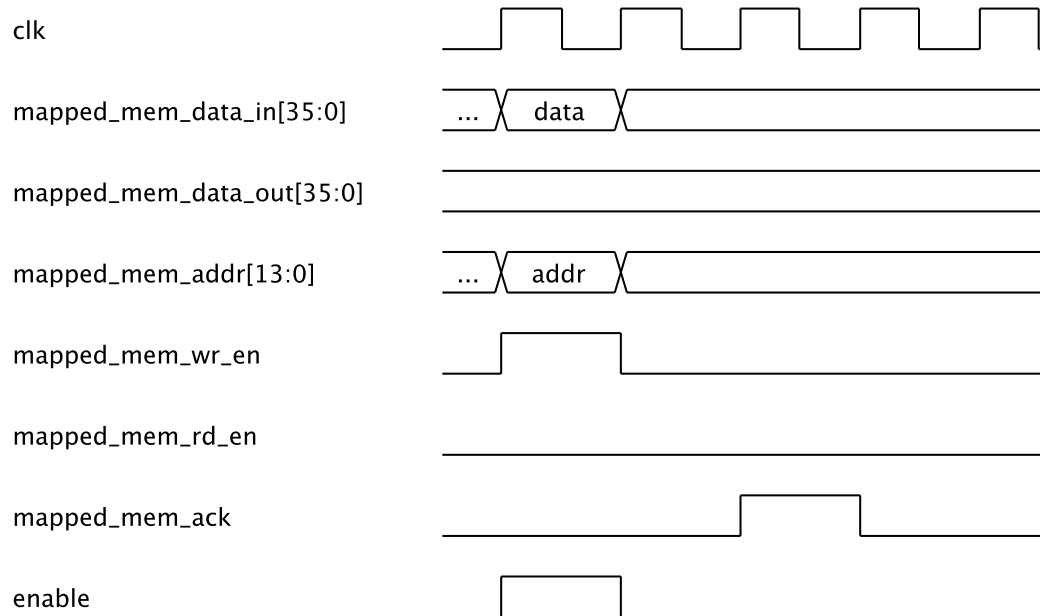 clk
mapped_mem_data_in[35:0]
... data
mapped_mem_data_out[35:0]
mapped_mem_addr[13:0]
... addr
mapped_mem_wr_en
mapped_mem_rd_en
mapped_mem_ack
enable